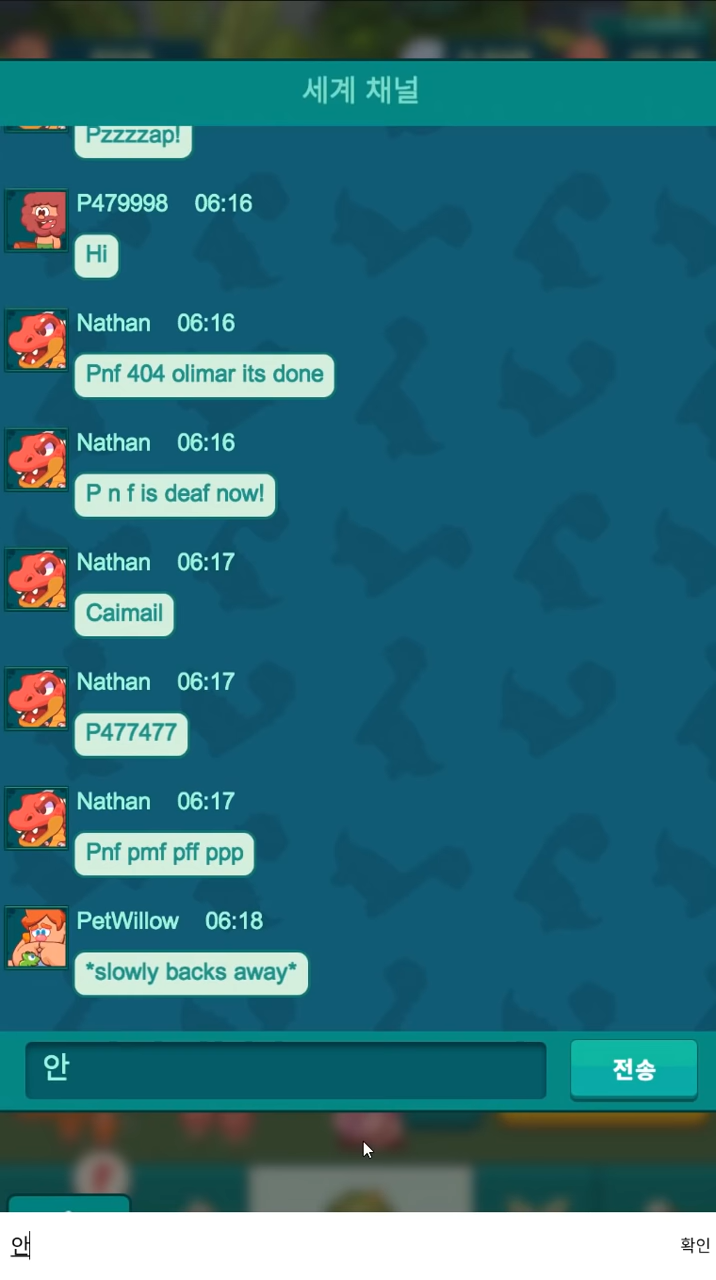 세계 채널
Pzzzzap!
P479998 06:16
Hi
Nathan 06:16
Pnf 404 olimar its done
Nathan 06:16
P n f is deaf now!
Nathan 06:17
Caimail
Nathan 06:17
P477477
Nathan 06:17
Pnf pmf pff ppp
PetWillow 06:18
*slowly backs away*
안
전송
안
확인